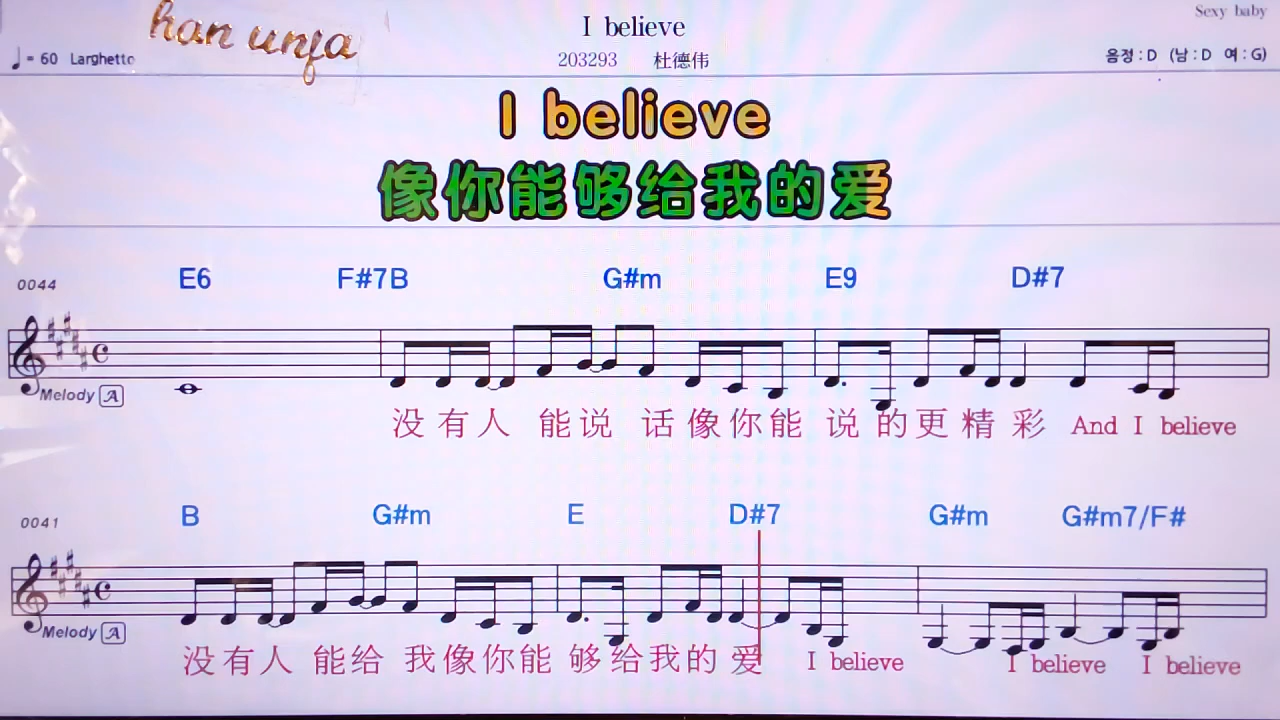 han unja
I believe
Sexy baby
♩= 60 Larghetto
203293 杜德伟
음정 : D (남 : D 여 : G)
I believe
像你能够给我的爱
0044 E6 F#7B G#m E9 D#7
Melody A
没有人 能说 话像你能 说的更精彩 And I believe
0041 B G#m E D#7 G#m G#m7/F#
Melody A
没有人 能给 我像你能 够给我的爱 I believe I believe I believe